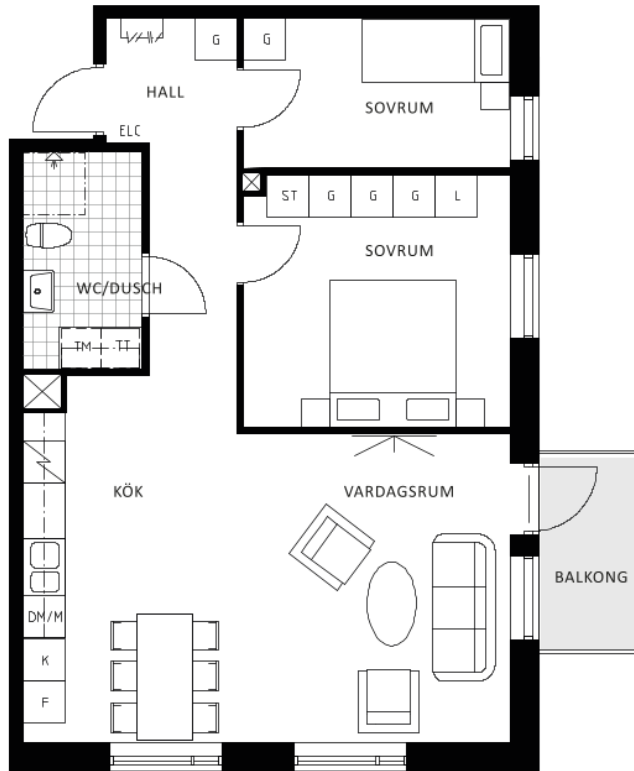 G
G
HALL
SOVRUM
ELC
ST
G
G
G
L
SOVRUM
WC/DUSCH
TM
TT
KÖK
VARDAGSRUM
BALKONG
DM/M
K
F